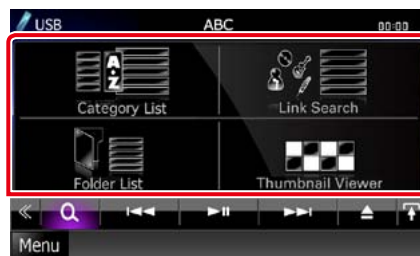 USB ABC 00:00
A-Z
Category List Link Search
Folder List Thumbnail Viewer
Menu